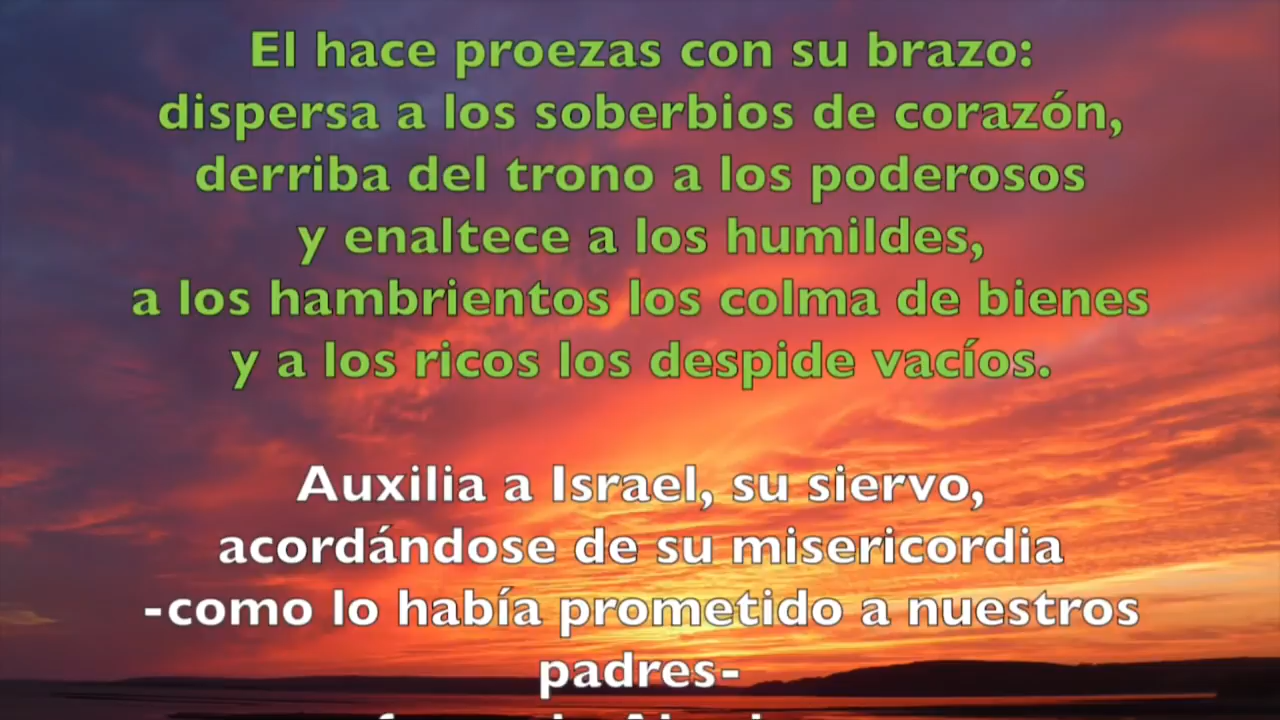 El hace proezas con su brazo:
dispersa a los soberbios de corazón,
derriba del trono a los poderosos
y enaltece a los humildes,
a los hambrientos los colma de bienes
y a los ricos los despide vacíos.
Auxilia a Israel, su siervo,
acordándose de su misericordia
-como lo había prometido a nuestros
padres-